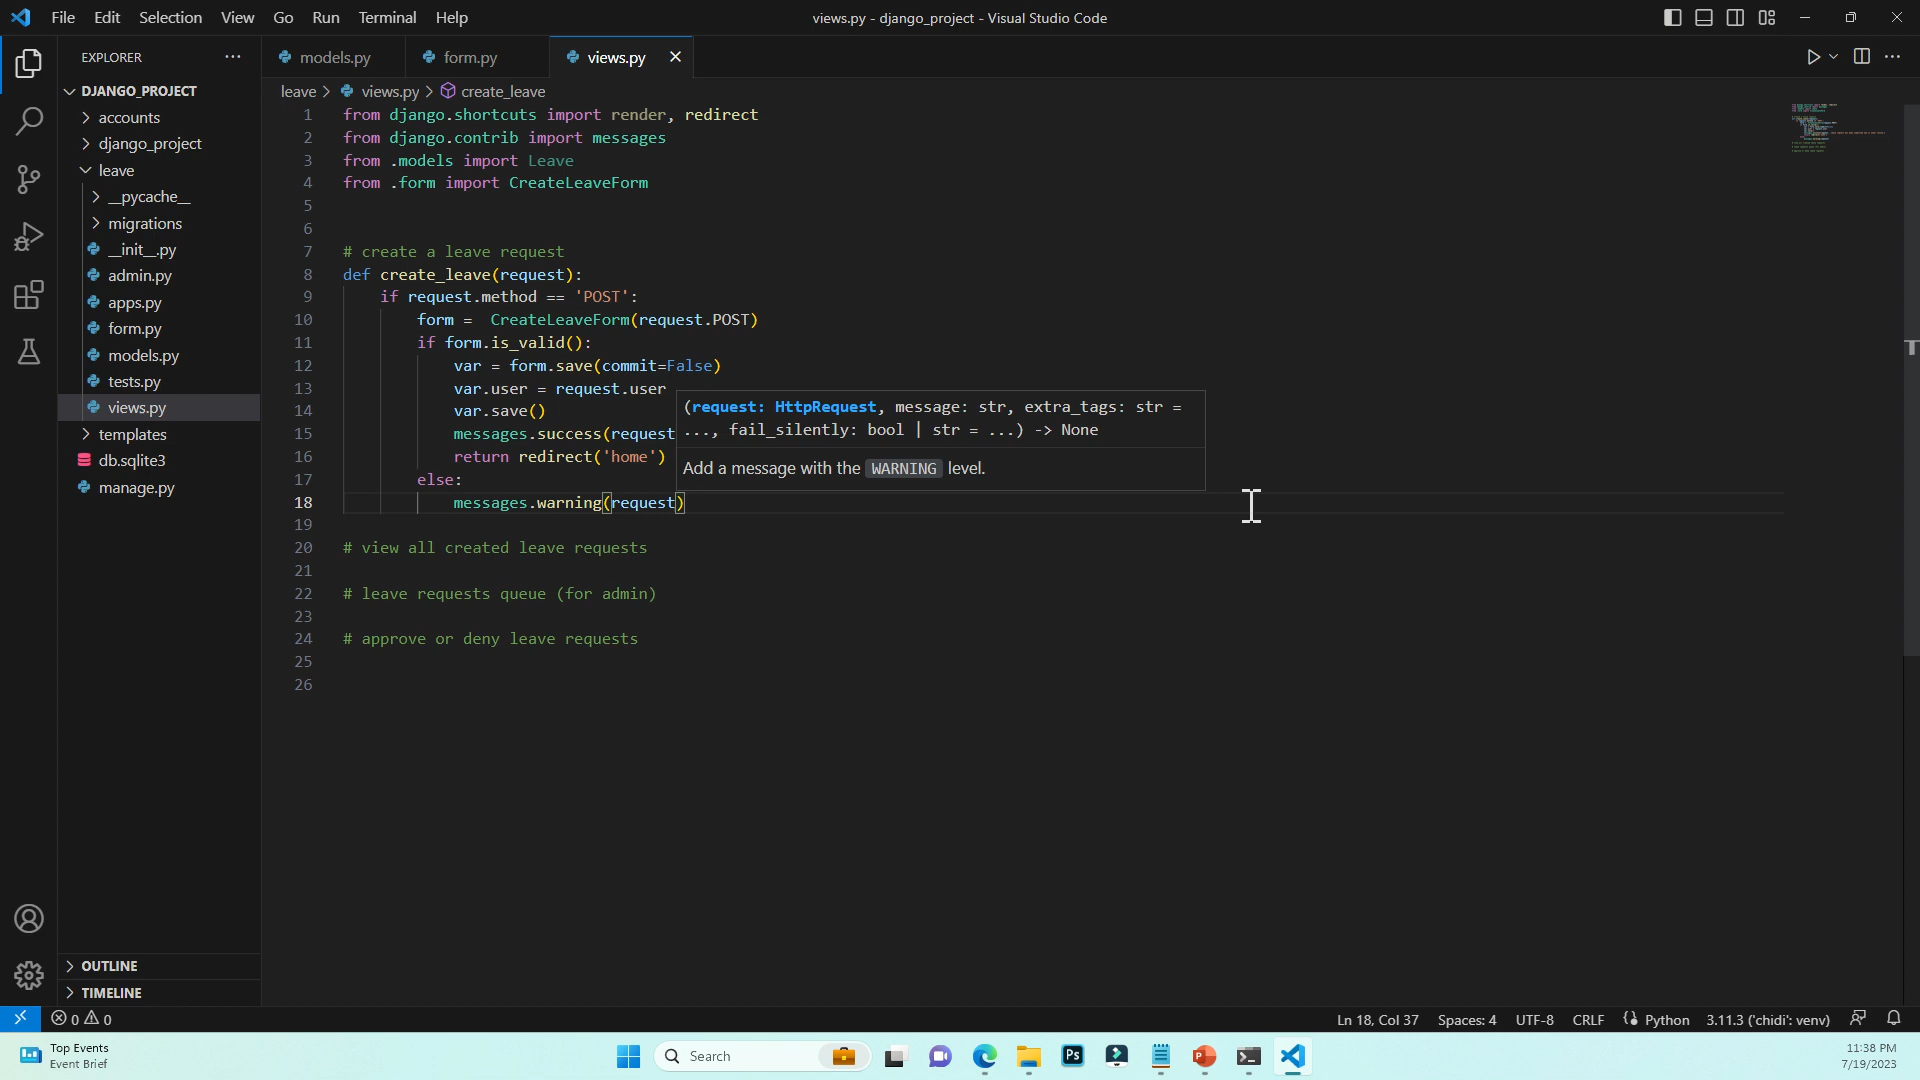 File Edit Selection View Go Run Terminal Help
views.py - django_project - Visual Studio Code
EXPLORER
DJANGO_PROJECT
accounts
django_project
leave
__pycache__
migrations
__init__.py
admin.py
apps.py
form.py
models.py
tests.py
views.py
templates
db.sqlite3
manage.py
OUTLINE
TIMELINE
models.py form.py views.py
leave > views.py > create_leave
1 from django.shortcuts import render, redirect
2 from django.contrib import messages
3 from .models import Leave
4 from .form import CreateLeaveForm
5
6
7 # create a leave request
8 def create_leave(request):
9 if request.method == 'POST':
10 form =  CreateLeaveForm(request.POST)
11 if form.is_valid():
12 var = form.save(commit=False)
13 var.user = request.user
14 var.save()
15 messages.success(request
16 return redirect('home')
17 else:
18 messages.warning(request)
19
20 # view all created leave requests
21
22 # leave requests queue (for admin)
23
24 # approve or deny leave requests
25
26
(request: HttpRequest, message: str, extra_tags: str =
..., fail_silently: bool | str = ...) -> None
Add a message with the WARNING level.
0 0
Ln 18, Col 37 Spaces: 4 UTF-8 CRLF Python 3.11.3 ('chidi': venv)
Top Events
Event Brief
Search
Ps
P
11:38 PM
7/19/2023